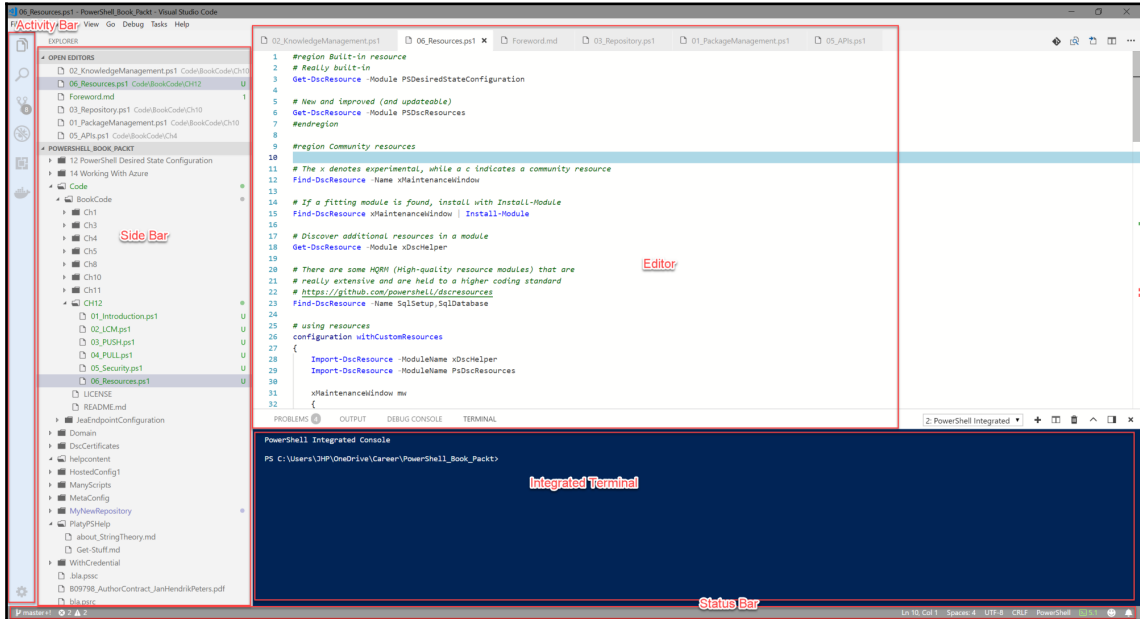 06_Resources.ps1 - PowerShell_Book_Packt - Visual Studio Code
Activity Bar
View Go Debug Tasks Help
EXPLORER
OPEN EDITORS
02_KnowledgeManagement.ps1 Code\BookCode\Ch10
06_Resources.ps1 Code\BookCode\CH12 U
Foreword.md 1
03_Repository.ps1 Code\BookCode\Ch10
01_PackageManagement.ps1 Code\BookCode\Ch10
05_APIs.ps1 Code\BookCode\Ch4
POWERSHELL_BOOK_PACKT
12 PowerShell Desired State Configuration
14 Working With Azure
Code
BookCode
Ch1
Ch3
Ch4
Side Bar
Ch5
Ch8
Ch10
Ch11
CH12
01_Introduction.ps1 U
02_LCM.ps1 U
03_PUSH.ps1 U
04_PULL.ps1 U
05_Security.ps1 U
06_Resources.ps1 U
LICENSE
README.md
JeaEndpointConfiguration
Domain
DscCertificates
helpcontent
HostedConfig1
ManyScripts
MetaConfig
MyNewRepository
PlatyPSHelp
about_StringTheory.md
Get-Stuff.md
WithCredential
.bla.pssc
B09798_AuthorContract_JanHendrikPeters.pdf
bla.psrc
02_KnowledgeManagement.ps1 06_Resources.ps1 Foreword.md 03_Repository.ps1 01_PackageManagement.ps1 05_APIs.ps1
1 #region Built-in resource
2 # Really built-in
3 Get-DscResource -Module PSDesiredStateConfiguration
4
5 # New and improved (and updateable)
6 Get-DscResource -Module PSDscResources
7 #endregion
8
9 #region Community resources
10
11 # The x denotes experimental, while a c indicates a community resource
12 Find-DscResource -Name xMaintenanceWindow
13
14 # If a fitting module is found, install with Install-Module
15 Find-DscResource xMaintenanceWindow | Install-Module
16
17 # Discover additional resources in a module
18 Get-DscResource -Module xDscHelper
19
Editor
20 # There are some HQRM (High-quality resource modules) that are
21 # really extensive and are held to a higher coding standard
22 # https://github.com/powershell/dscresources
23 Find-DscResource -Name SqlSetup,SqlDatabase
24
25 # using resources
26 configuration withCustomResources
27 {
28 Import-DscResource -ModuleName xDscHelper
29 Import-DscResource -ModuleName PsDscResources
30
31 xMaintenanceWindow mw
32 {
PROBLEMS 4 OUTPUT DEBUG CONSOLE TERMINAL 2: PowerShell Integrated
PowerShell Integrated Console
PS C:\Users\JHP\OneDrive\Career\PowerShell_Book_Packt>
Integrated Terminal
Status Bar
master+! 2 2 Ln 10, Col 1 Spaces: 4 UTF-8 CRLF PowerShell 5.1